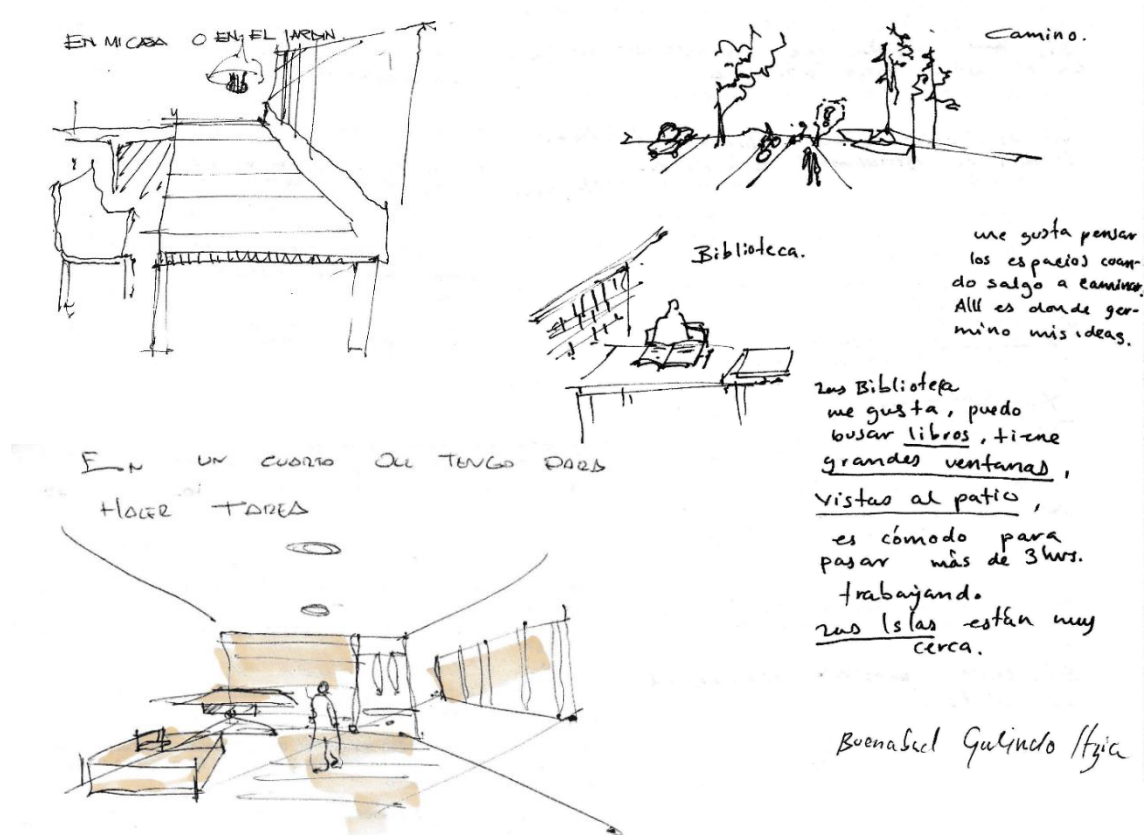 EN MI CASA O EN EL JARDIN.
Camino.
Biblioteca.
me gusta pensar
los espacios cuan-
do salgo a caminar.
Allí es donde ger-
mino mis ideas.
Biblioteca
me gusta, puedo
buscar libros, tiene
grandes ventanas,
vistas al patio,
es cómodo para
pasar más de 3 hrs.
trabajando.
Las Islas están muy
cerca.
EN UN CUARTO QUE TENGO PARA
HACER TAREA
Galindo Itzia